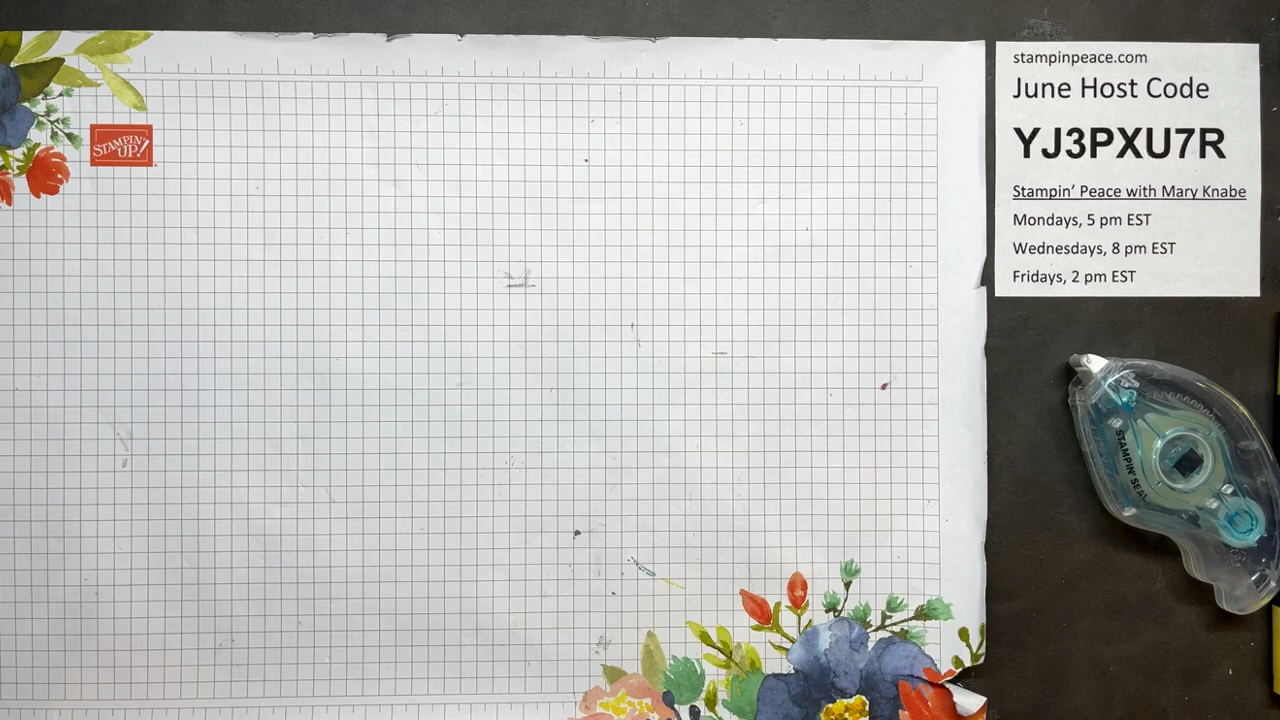 STAMPIN' UP!
stampinpeace.com
June Host Code
YJ3PXU7R
Stampin' Peace with Mary Knabe
Mondays, 5 pm EST
Wednesdays, 8 pm EST
Fridays, 2 pm EST
STAMPIN' SEAL